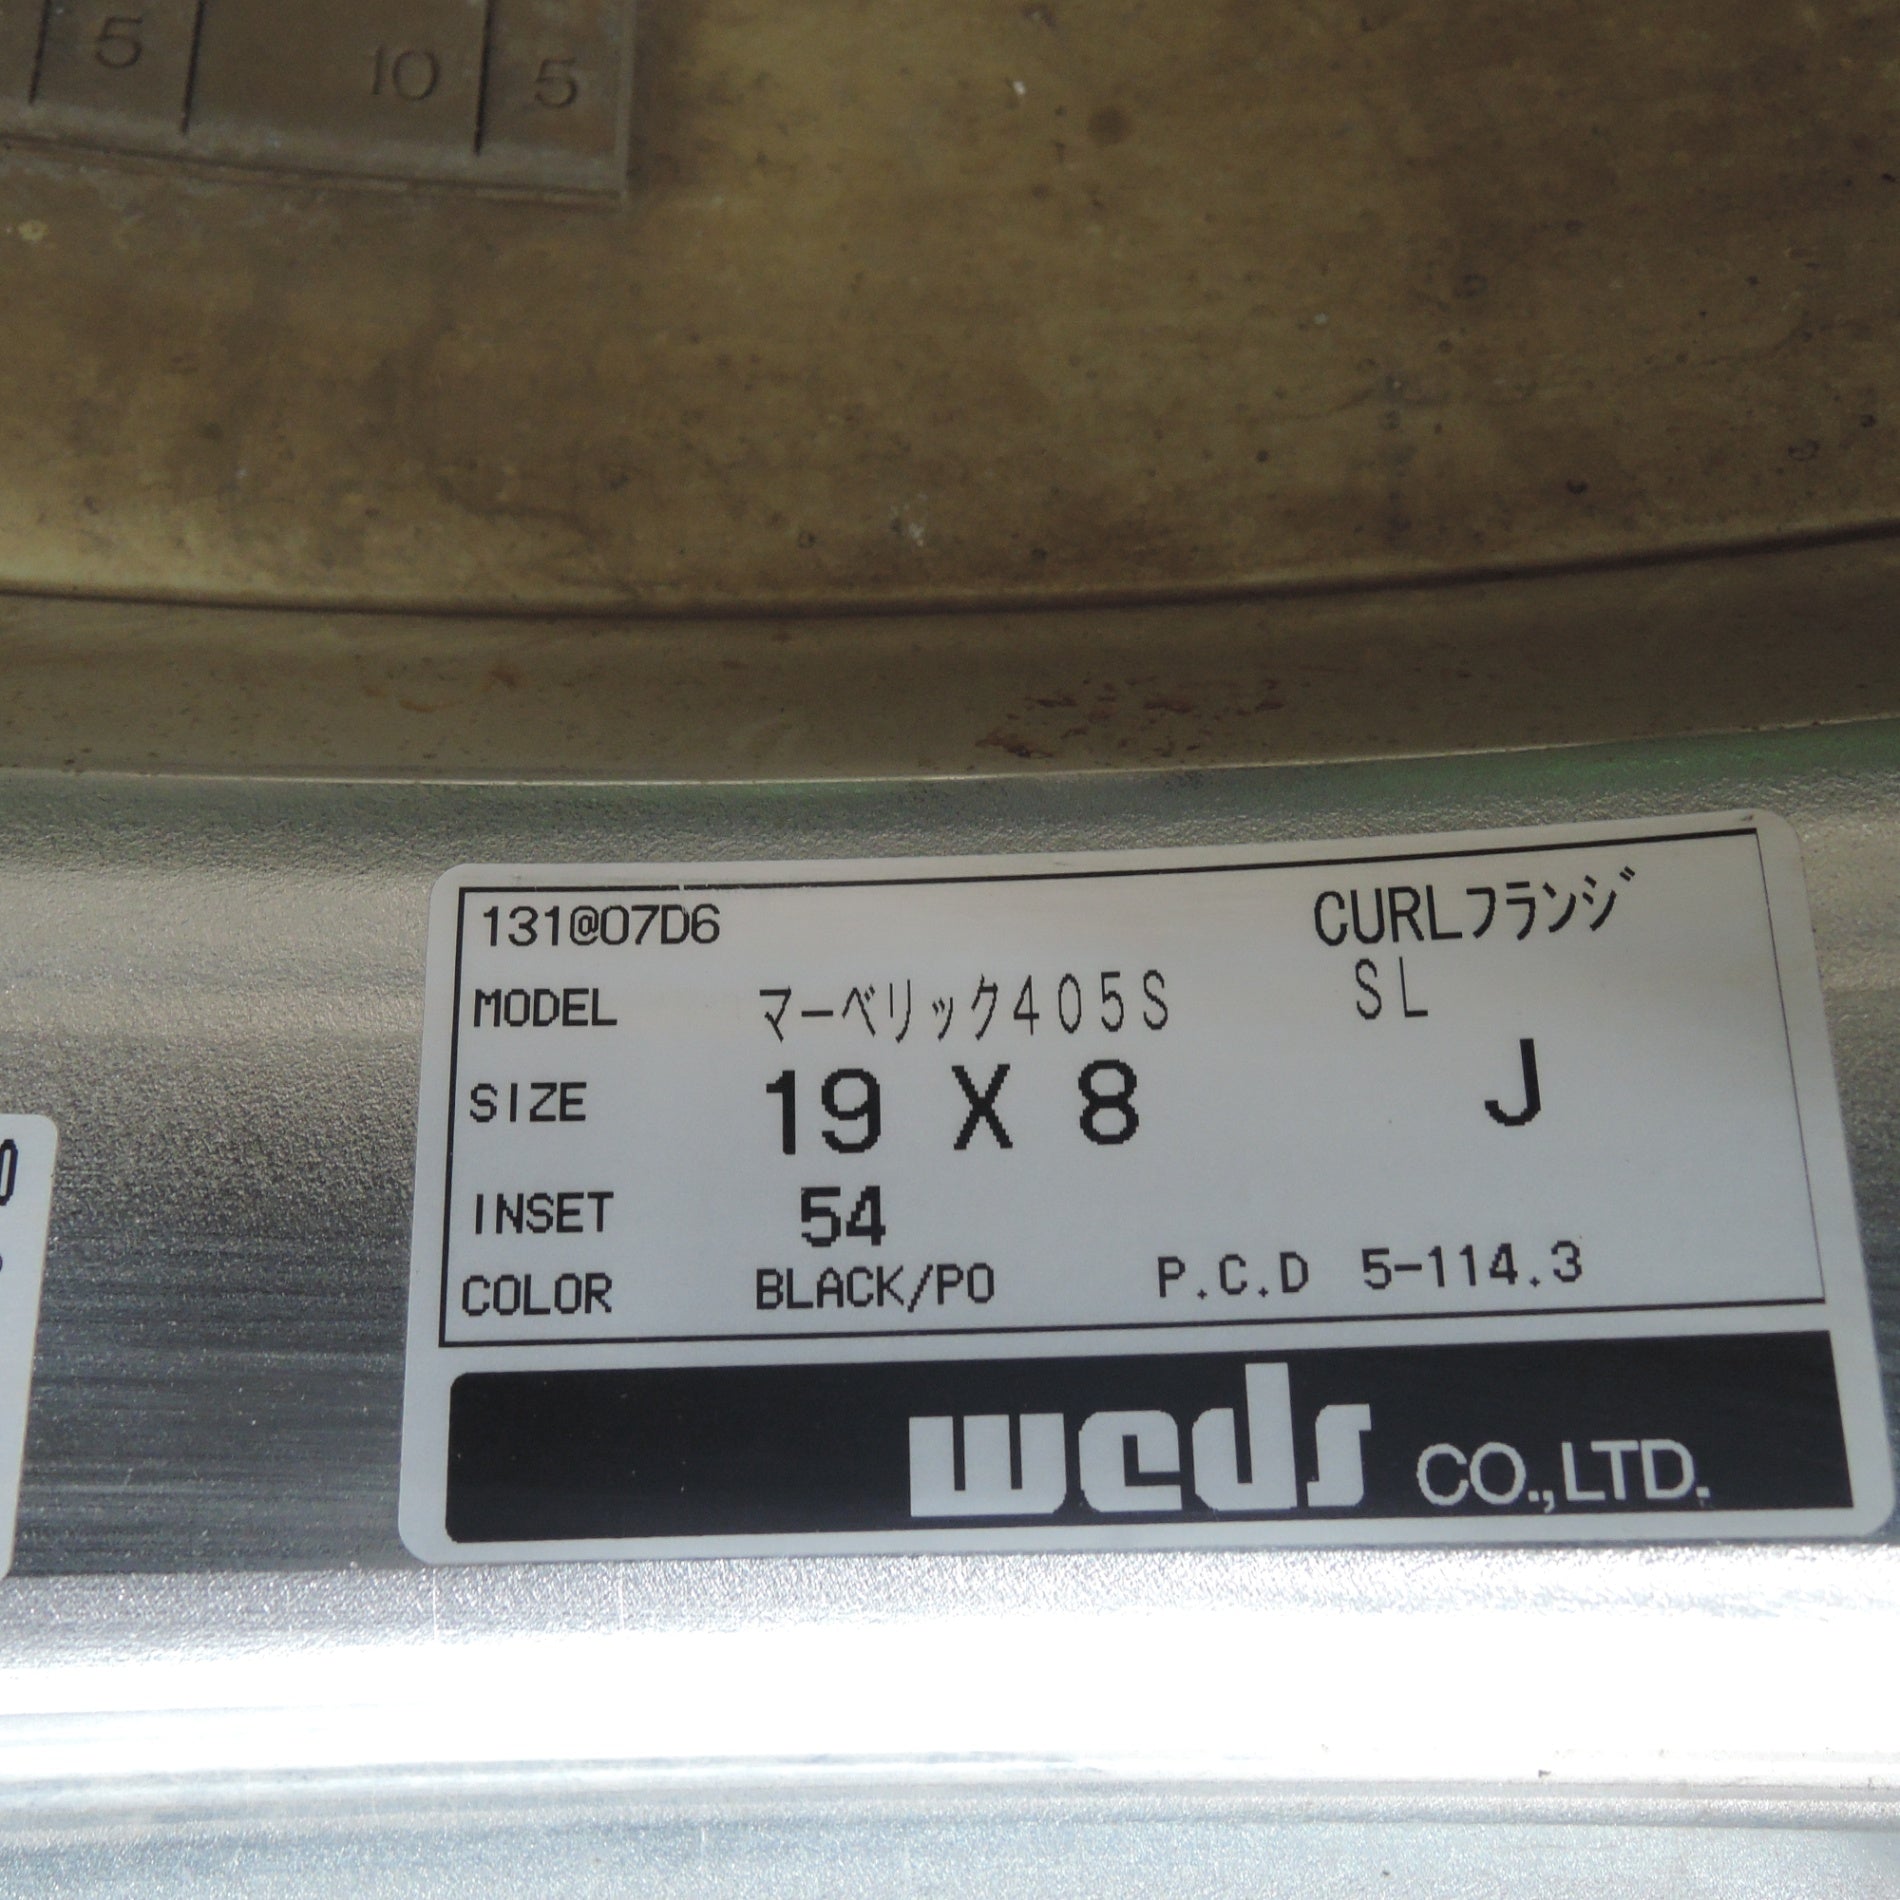 5 10 5
131@07D6 CURLフランジ
MODEL マーベリック405S SL
SIZE 19 X 8 J
INSET 54
COLOR BLACK/PO P.C.D 5-114.3
weds CO.,LTD.
0